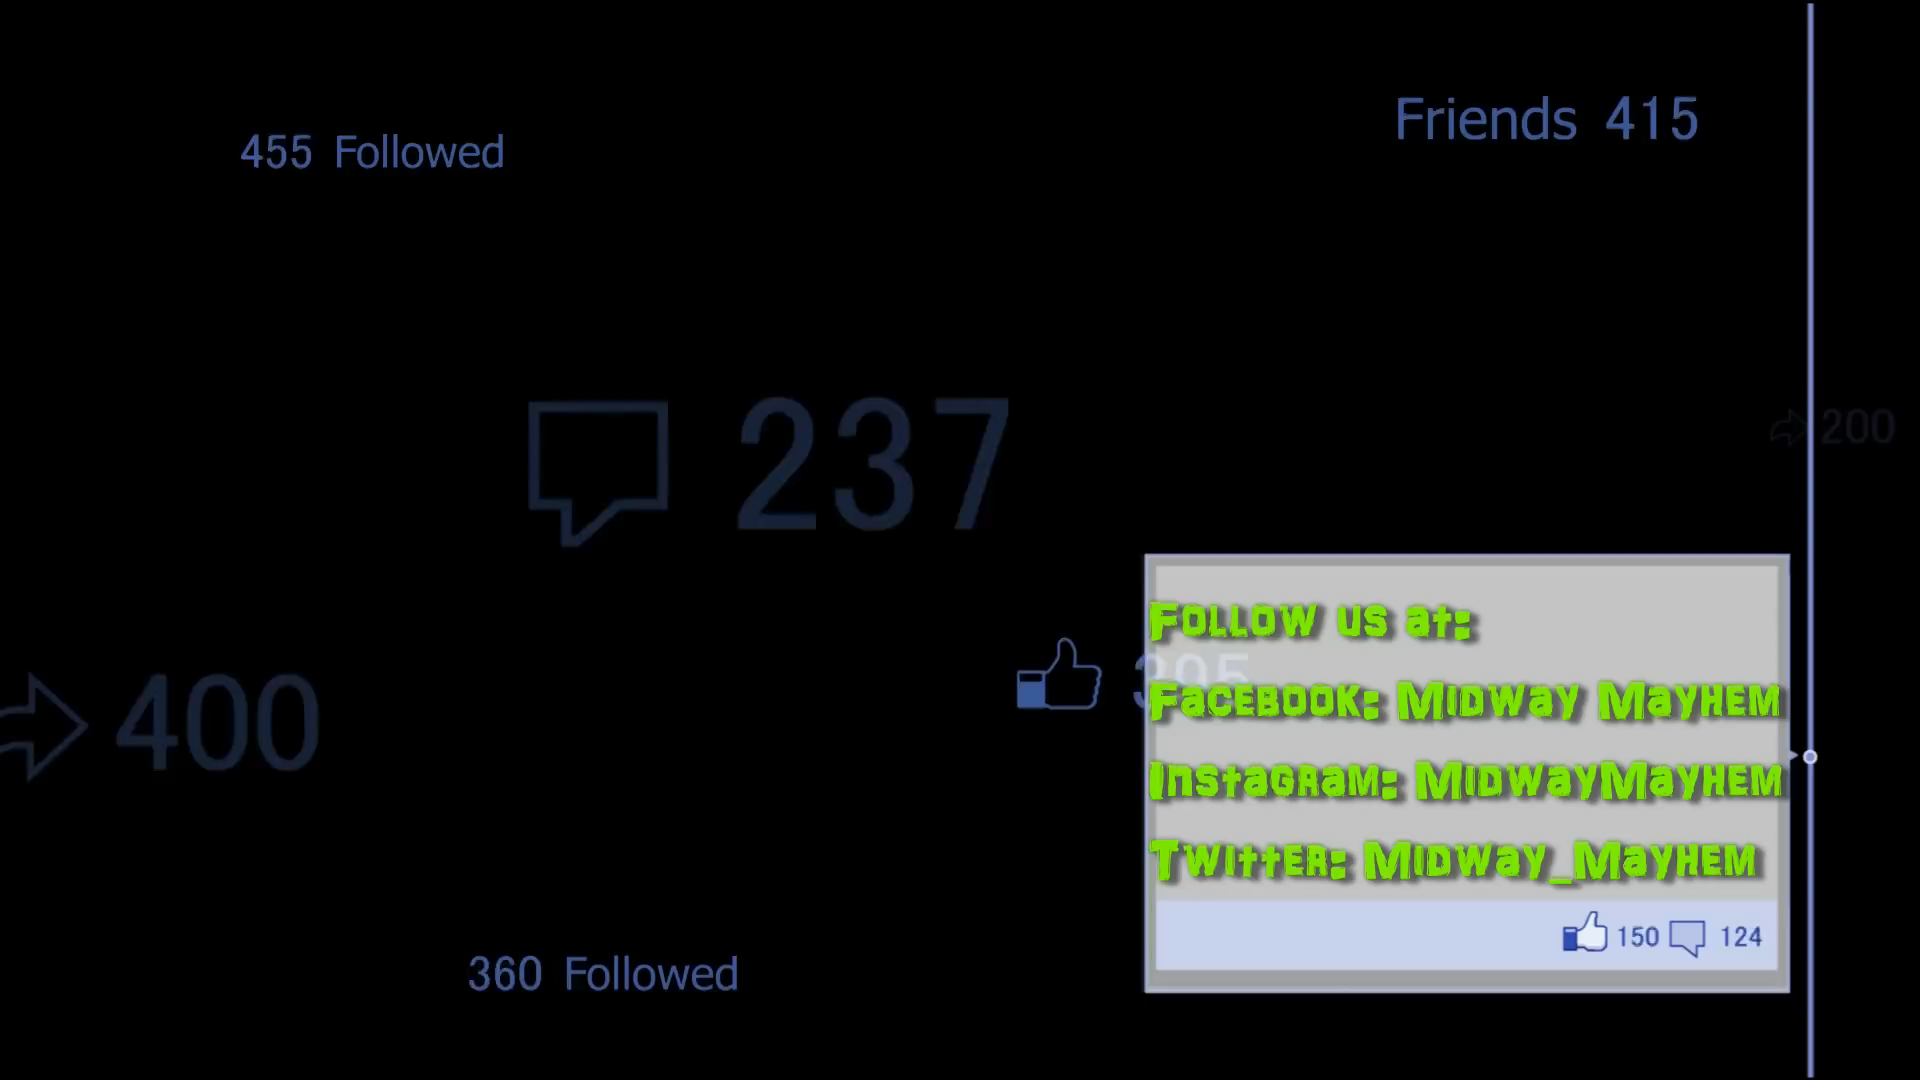 Friends 415
455 Followed
237
200
400
Follow us at:
Facebook: Midway Mayhem
Instagram: MidwayMayhem
Twitter: Midway_Mayhem
150 124
360 Followed